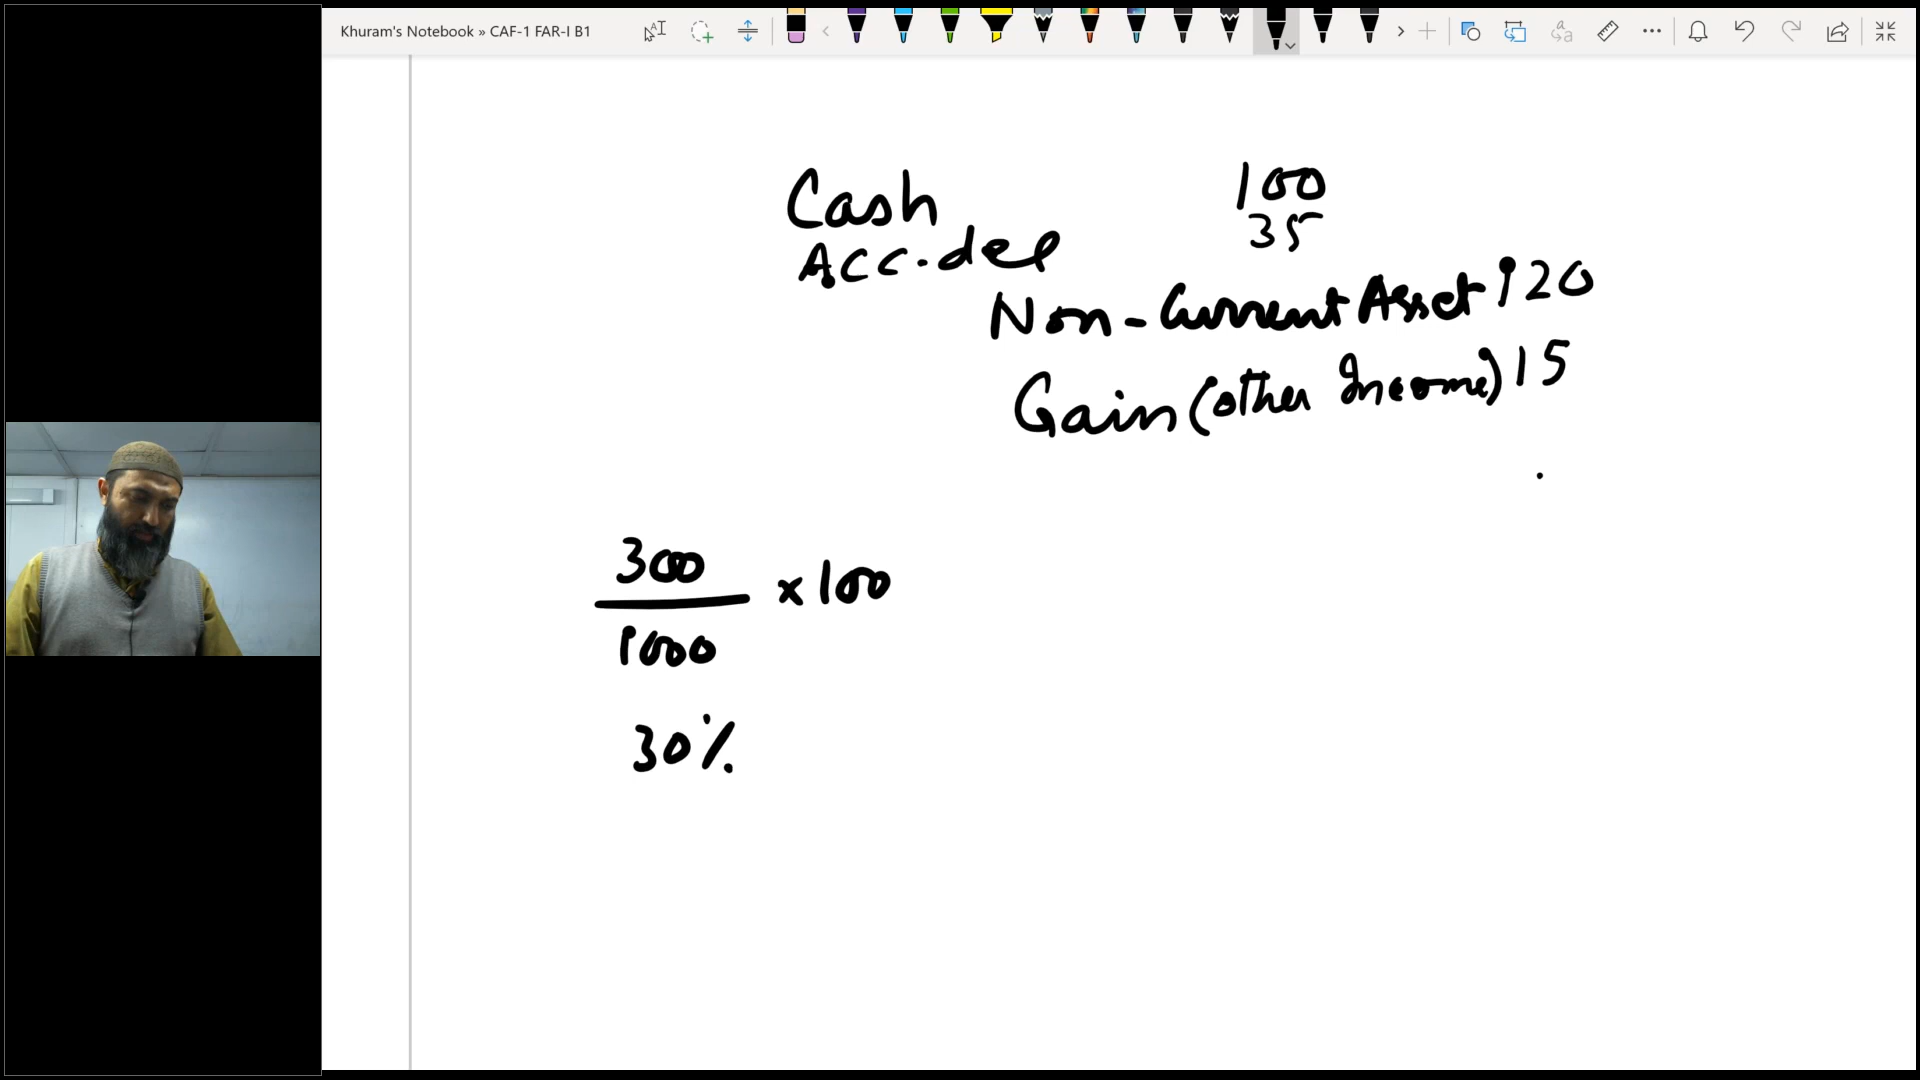 Khuram's Notebook » CAF-1 FAR-I B1
Cash 100
Acc.dep 35
Non-Current Asset 120
Gain (other Income) 15
300
× 100
1000
30%